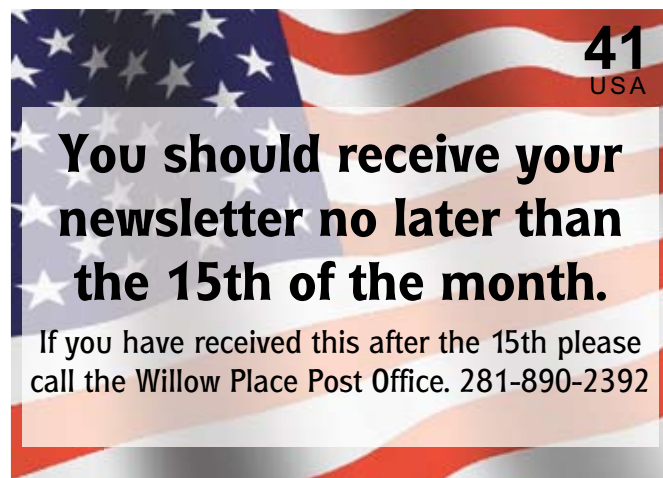 41
USA
You should receive your
newsletter no later than
the 15th of the month.
If you have received this after the 15th please
call the Willow Place Post Office. 281-890-2392